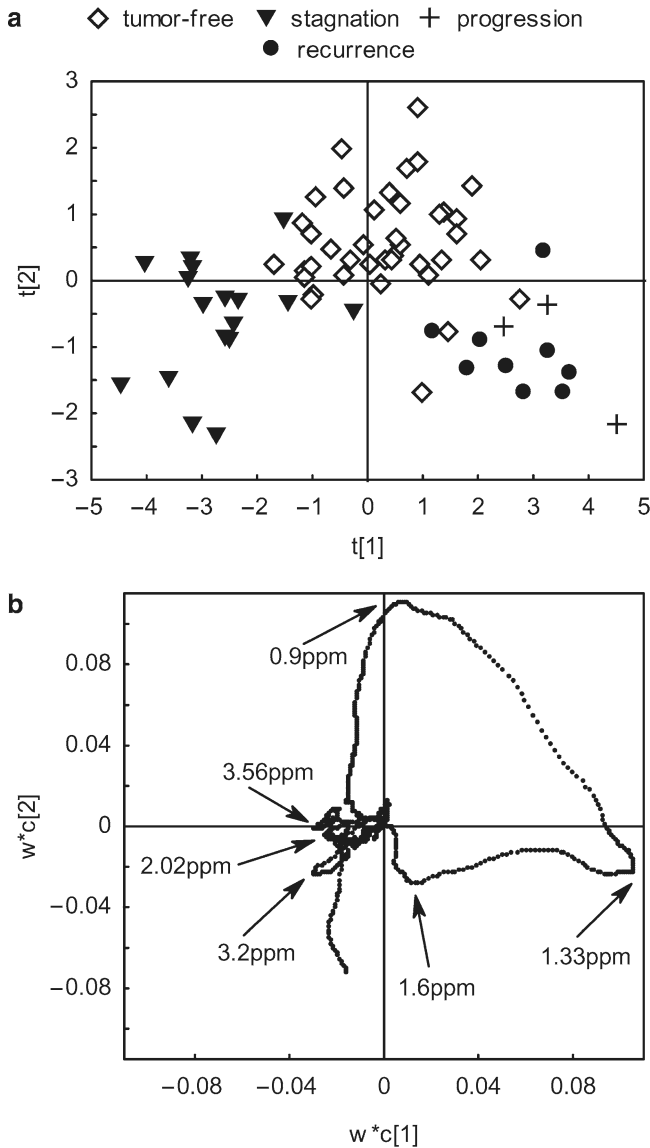 a
tumor-free stagnation progression
recurrence
3
2
1
0
−1
−2
−3
t[2]
−5 −4 −3 −2 −1 0 1 2 3 4 5
t[1]
b
0.9ppm
0.08
0.04
3.56ppm
0
2.02ppm
−0.04
3.2ppm
1.33ppm
1.6ppm
−0.08
w*c[2]
−0.08 −0.04 0 0.04 0.08
w*c[1]